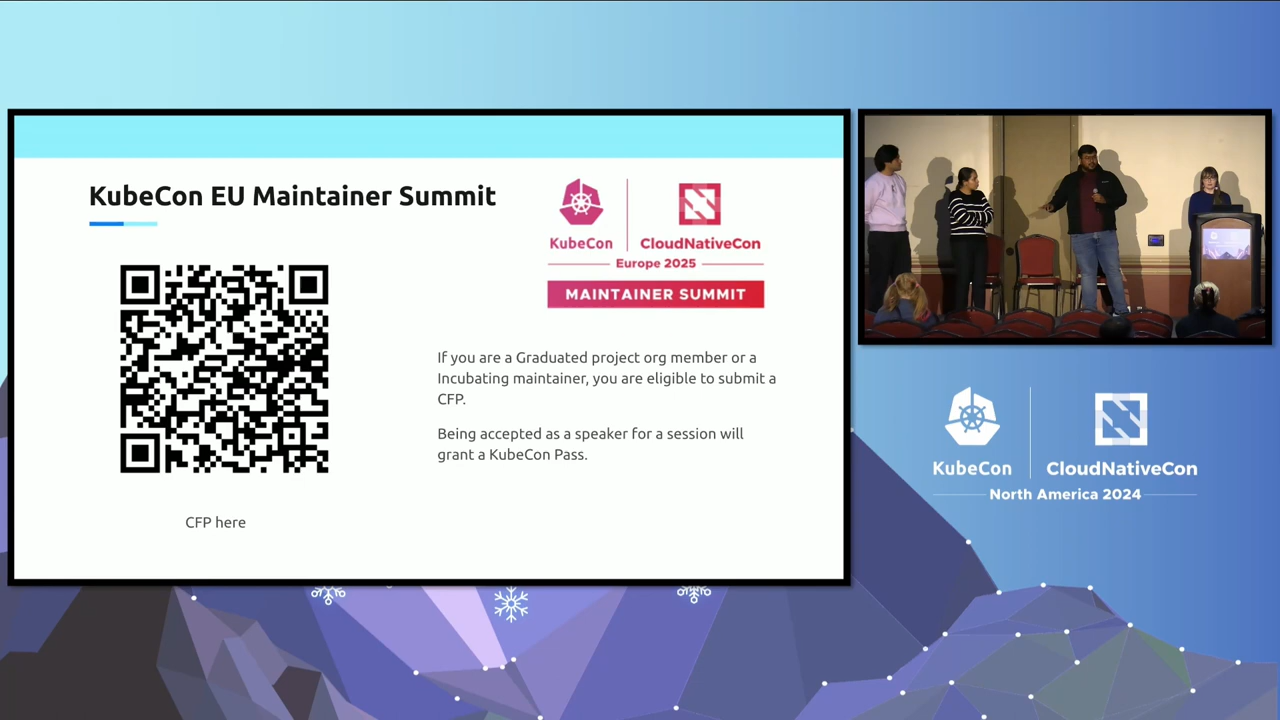 KubeCon EU Maintainer Summit
KubeCon
CloudNativeCon
Europe 2025
MAINTAINER SUMMIT
If you are a Graduated project org member or a
Incubating maintainer, you are eligible to submit a
CFP.
Being accepted as a speaker for a session will
grant a KubeCon Pass.
CFP here
KubeCon
CloudNativeCon
North America 2024